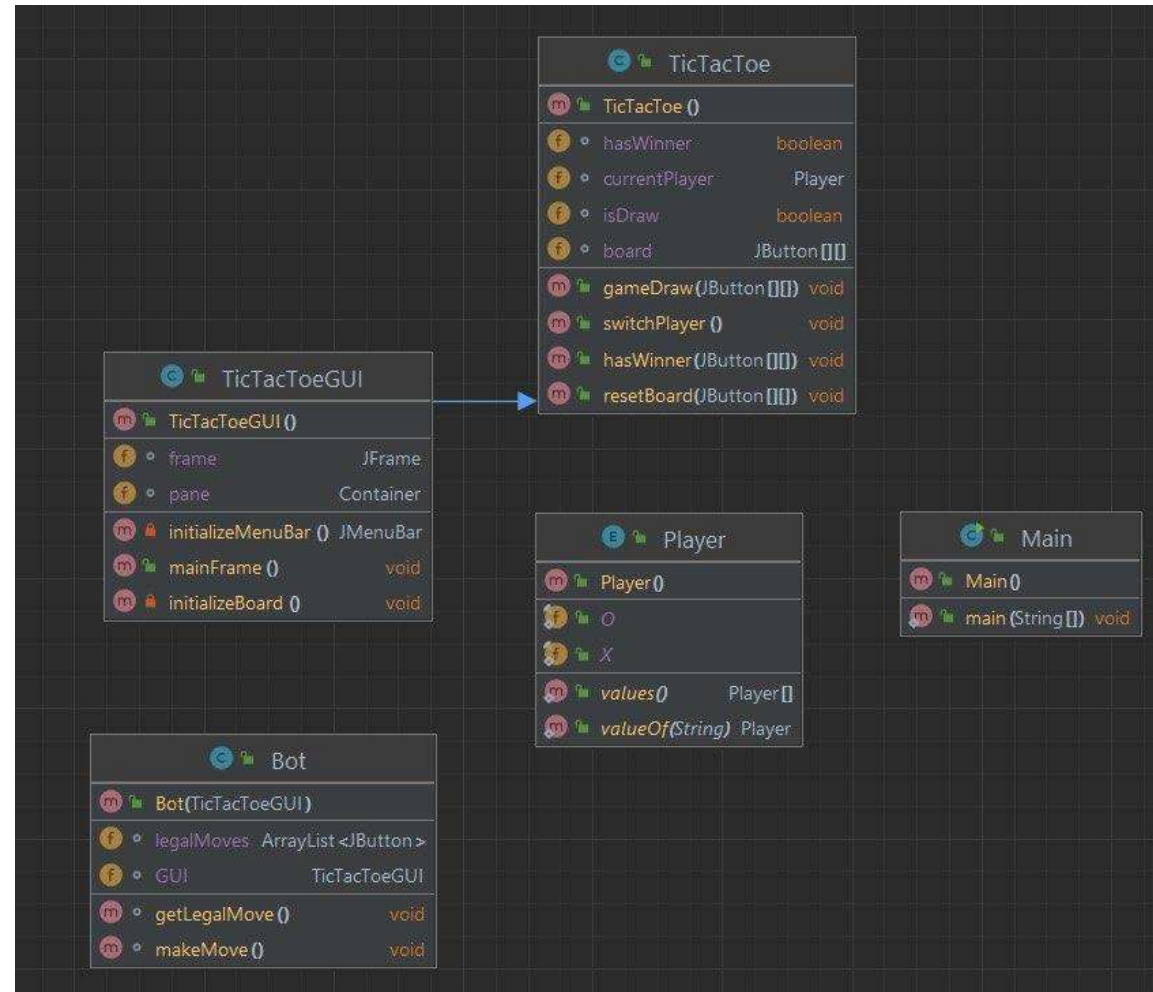 TicTacToe
TicTacToe()
hasWinner boolean
currentPlayer Player
isDraw boolean
board JButton[][]
gameDraw(JButton[][]) void
switchPlayer() void
hasWinner(JButton[][]) void
resetBoard(JButton[][]) void
TicTacToeGUI
TicTacToeGUI()
frame JFrame
pane Container
initializeMenuBar() JMenuBar
mainFrame() void
initializeBoard() void
Player
Player()
O
X
values() Player[]
valueOf(String) Player
Main
Main()
main(String[]) void
Bot
Bot(TicTacToeGUI)
legalMoves ArrayList<JButton>
GUI TicTacToeGUI
getLegalMove() void
makeMove() void